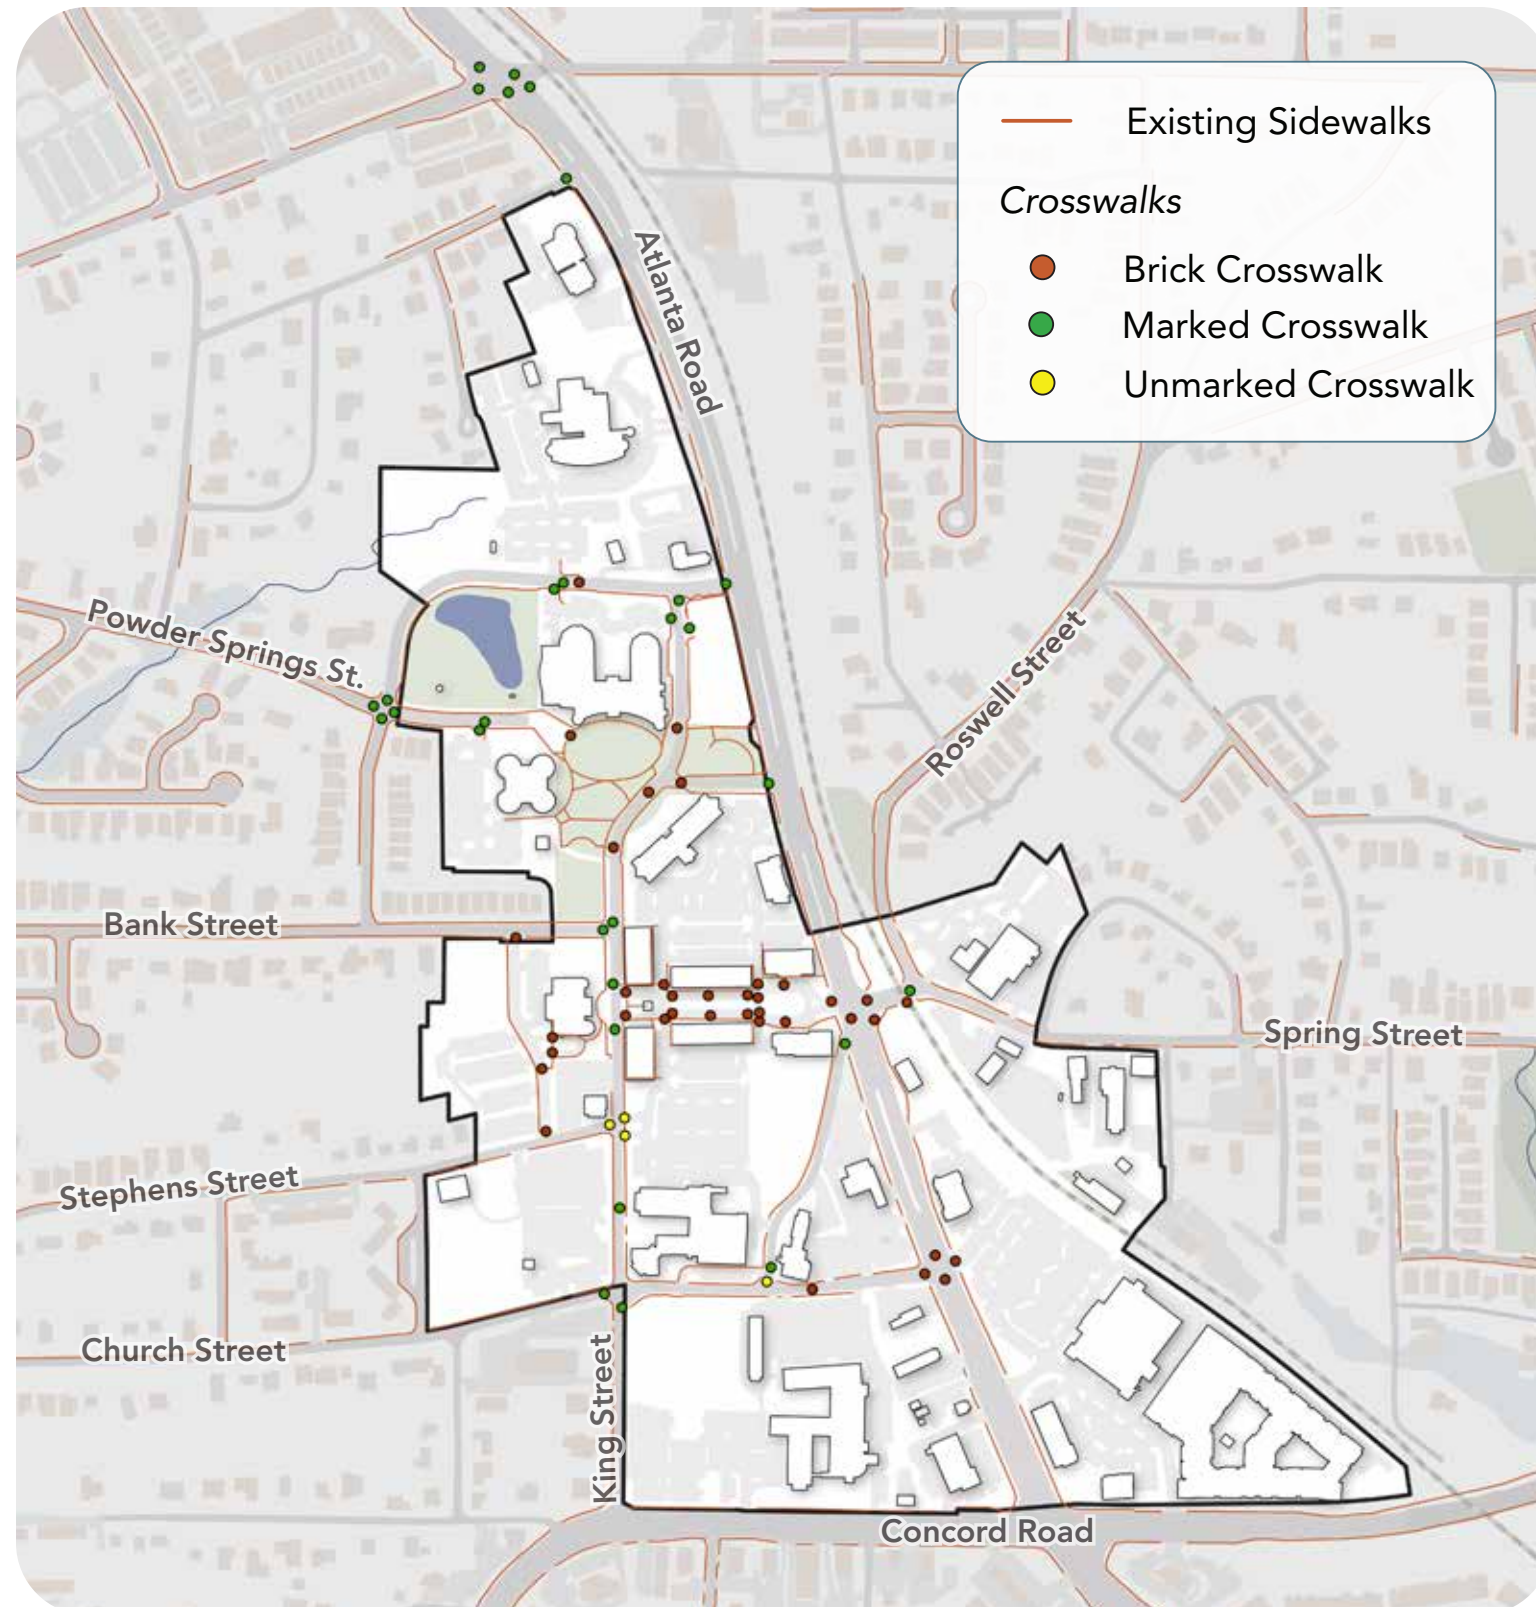 Existing Sidewalks
Crosswalks
Brick Crosswalk
Marked Crosswalk
Unmarked Crosswalk
Atlanta Road
Powder Springs St.
Roswell Street
Bank Street
Spring Street
Stephens Street
Church Street
King Street
Concord Road